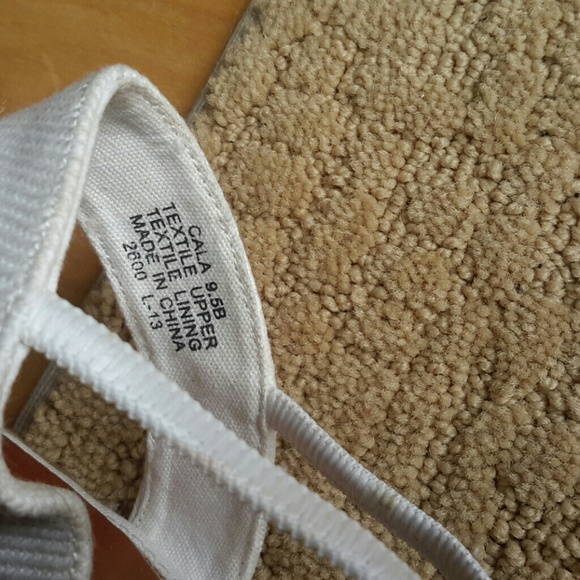 CALA 9.5B
TEXTILE UPPER
TEXTILE LINING
MADE IN CHINA
2600 L-13